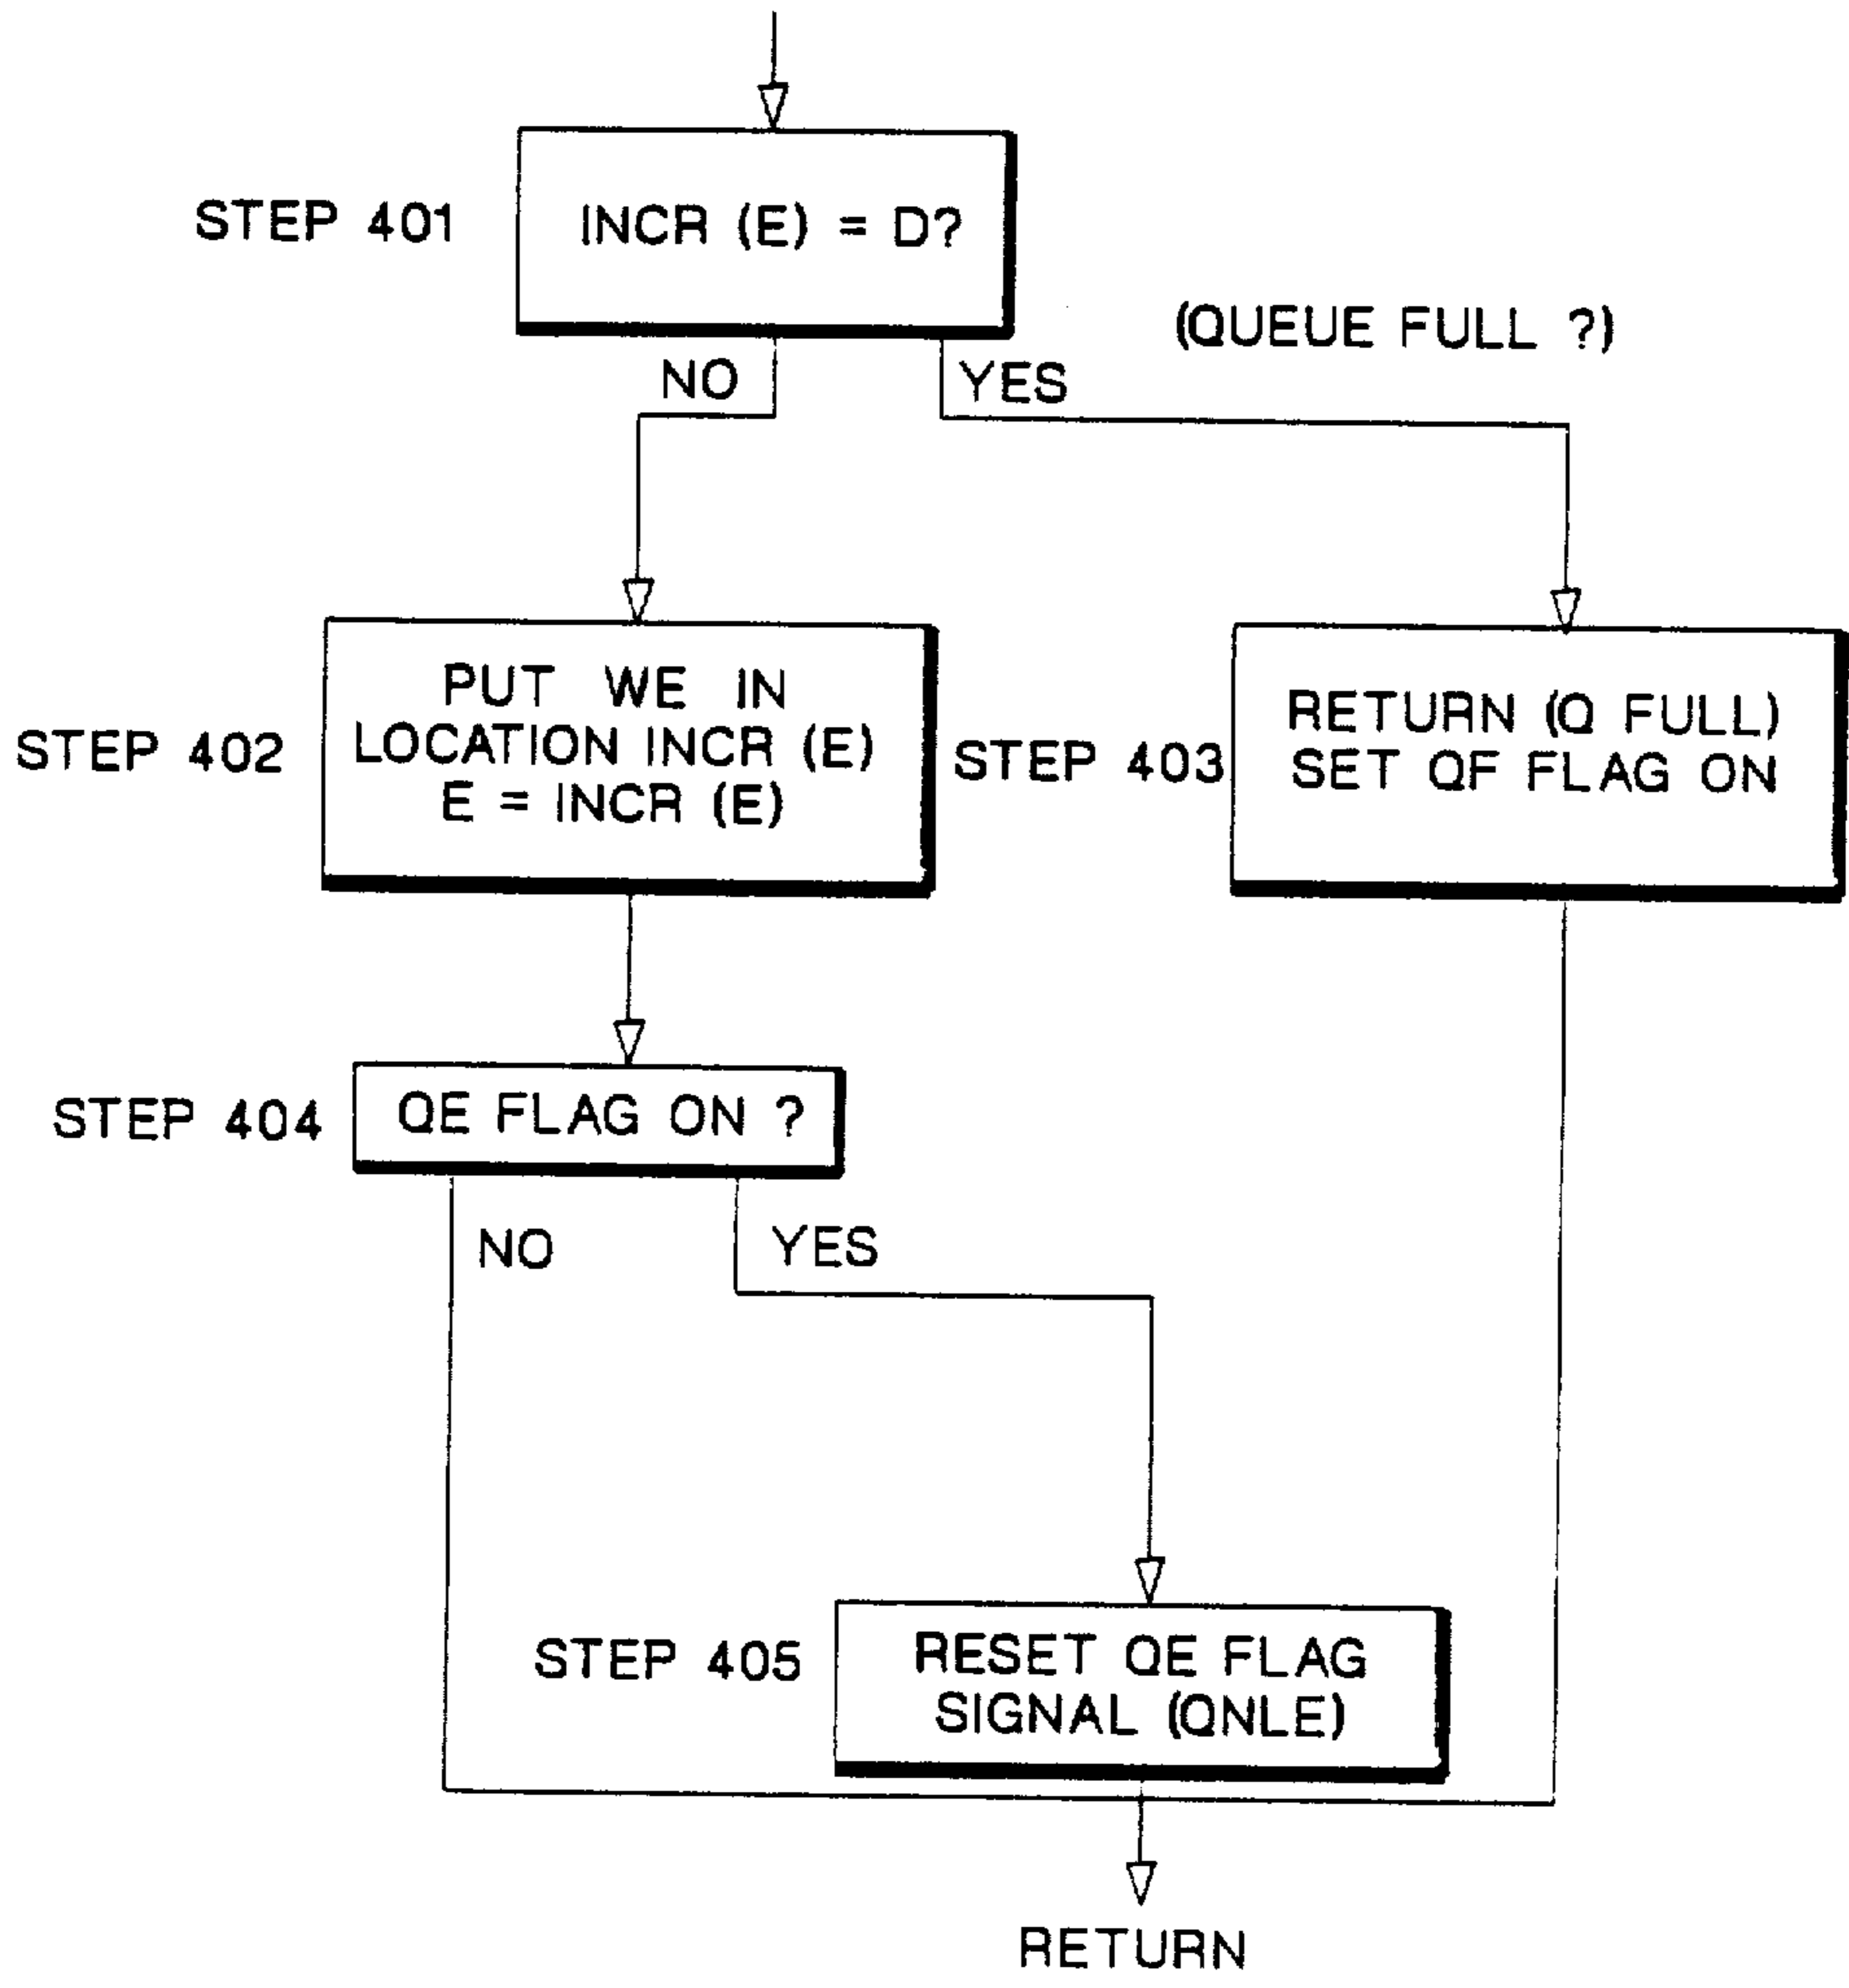 STEP 401
INCR (E) = D?
(QUEUE FULL ?)
NO
YES
STEP 402
PUT WE IN
LOCATION INCR (E)
E = INCR (E)
STEP 403
RETURN (Q FULL)
SET QF FLAG ON
STEP 404
QE FLAG ON ?
NO
YES
STEP 405
RESET QE FLAG
SIGNAL (QNLE)
RETURN